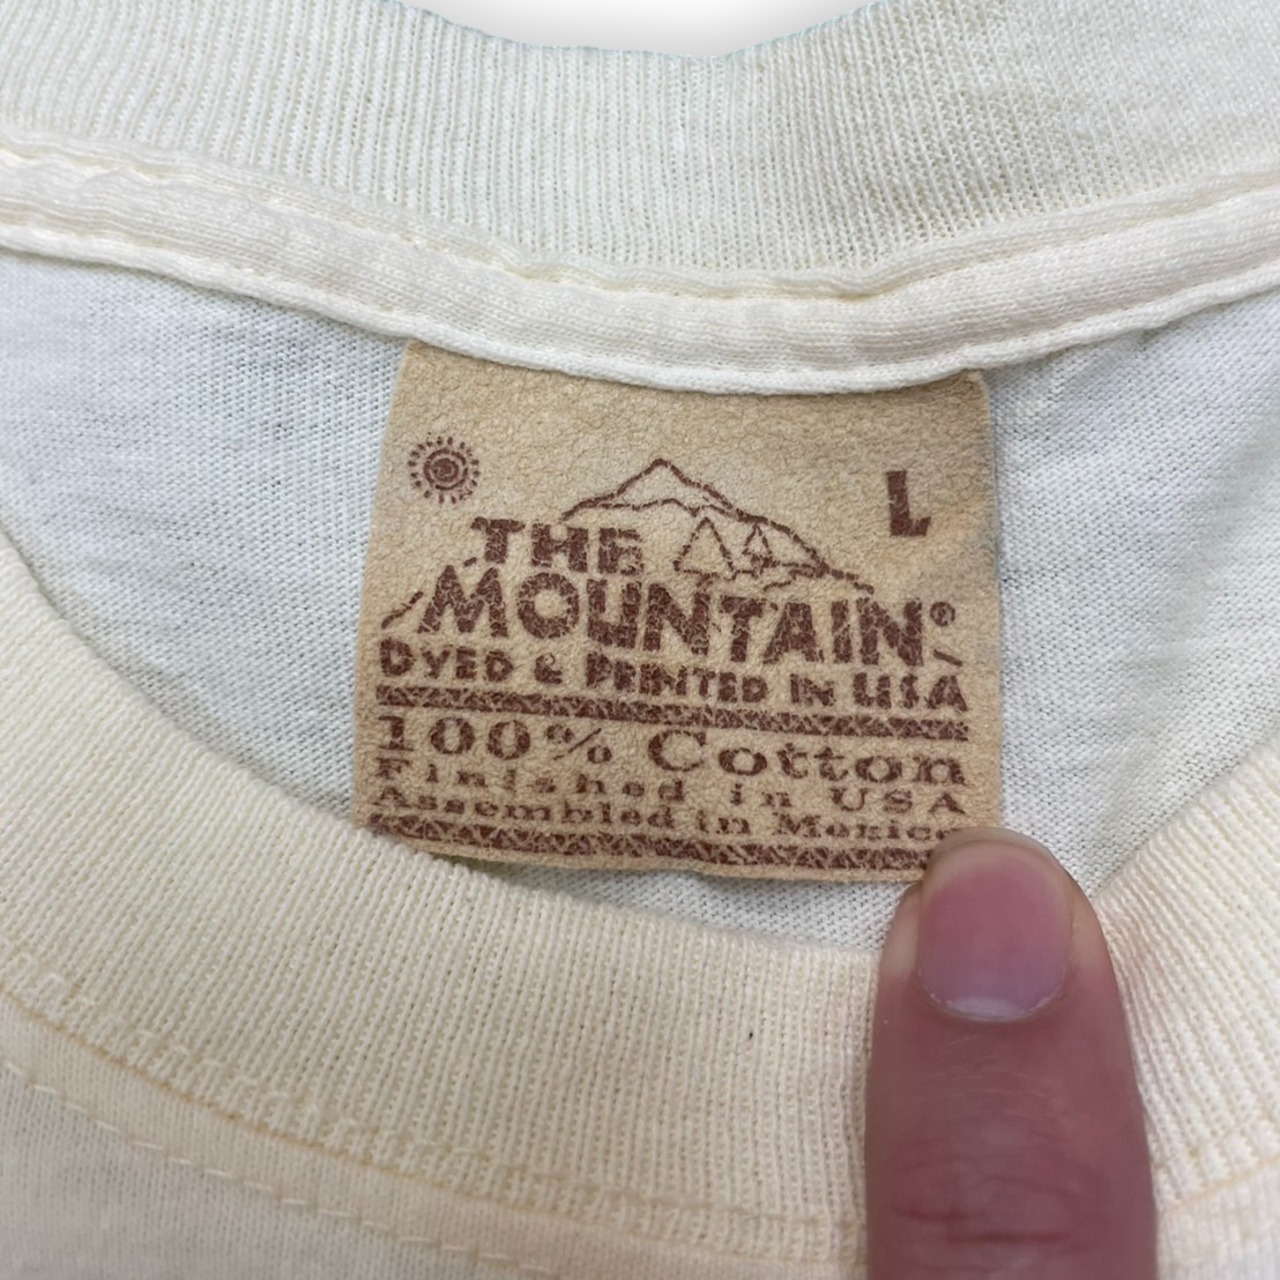 L
THE
MOUNTAIN®
DYED & PRINTED IN USA
100% Cotton
Finished in USA
Assembled in Mexico